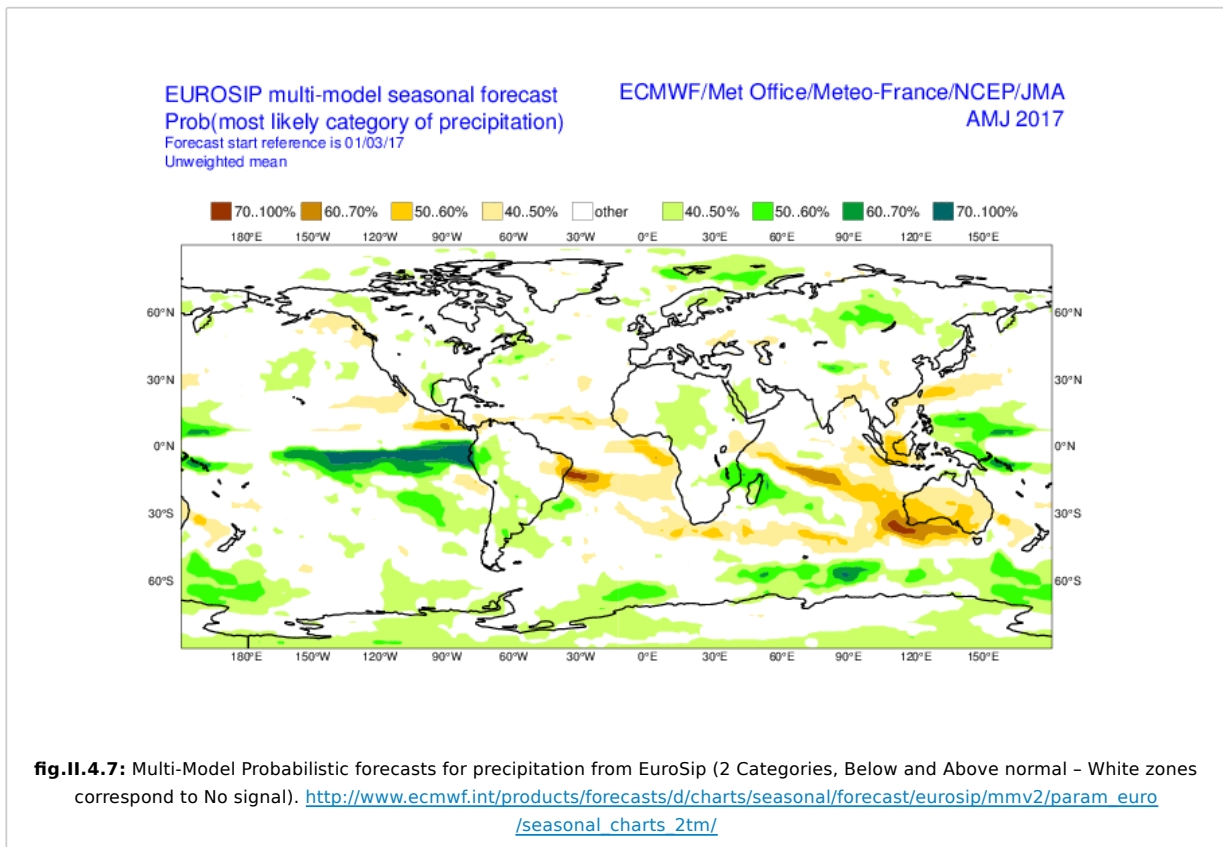 EUROSIP multi-model seasonal forecast
Prob(most likely category of precipitation)
Forecast start reference is 01/03/17
Unweighted mean
ECMWF/Met Office/Meteo-France/NCEP/JMA
AMJ 2017
70..100% 60..70% 50..60% 40..50% other 40..50% 50..60% 60..70% 70..100%
180°E 150°W 120°W 90°W 60°W 30°W 0°E 30°E 60°E 90°E 120°E 150°E
60°N 60°N
30°N 30°N
0°N 0°N
30°S 30°S
60°S 60°S
180°E 150°W 120°W 90°W 60°W 30°W 0°E 30°E 60°E 90°E 120°E 150°E
fig.II.4.7: Multi-Model Probabilistic forecasts for precipitation from EuroSip (2 Categories, Below and Above normal – White zones
correspond to No signal). http://www.ecmwf.int/products/forecasts/d/charts/seasonal/forecast/eurosip/mmv2/param_euro
/seasonal_charts_2tm/